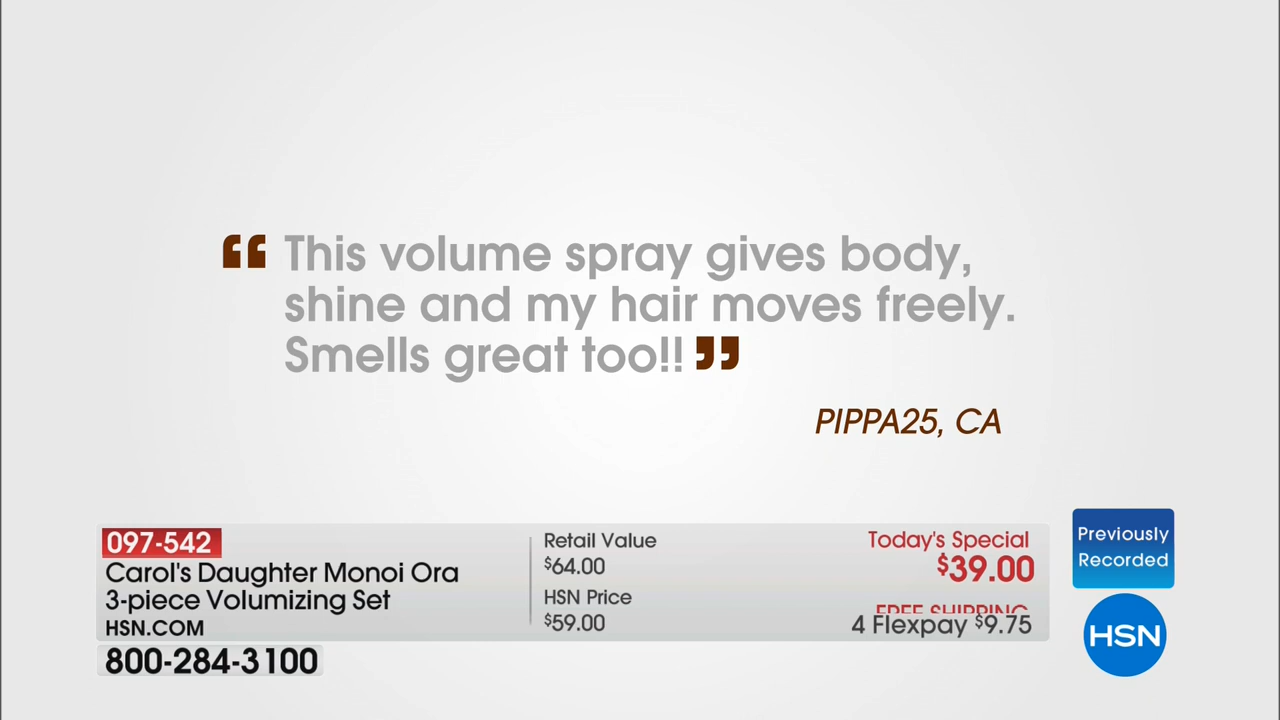 “ This volume spray gives body,
shine and my hair moves freely.
Smells great too!! ”
PIPPA25, CA
097-542
Carol's Daughter Monoi Ora
3-piece Volumizing Set
HSN.COM
800-284-3100
Retail Value
$64.00
HSN Price
$59.00
Today's Special
$39.00
FREE SHIPPING
4 Flexpay $9.75
Previously
Recorded
HSN